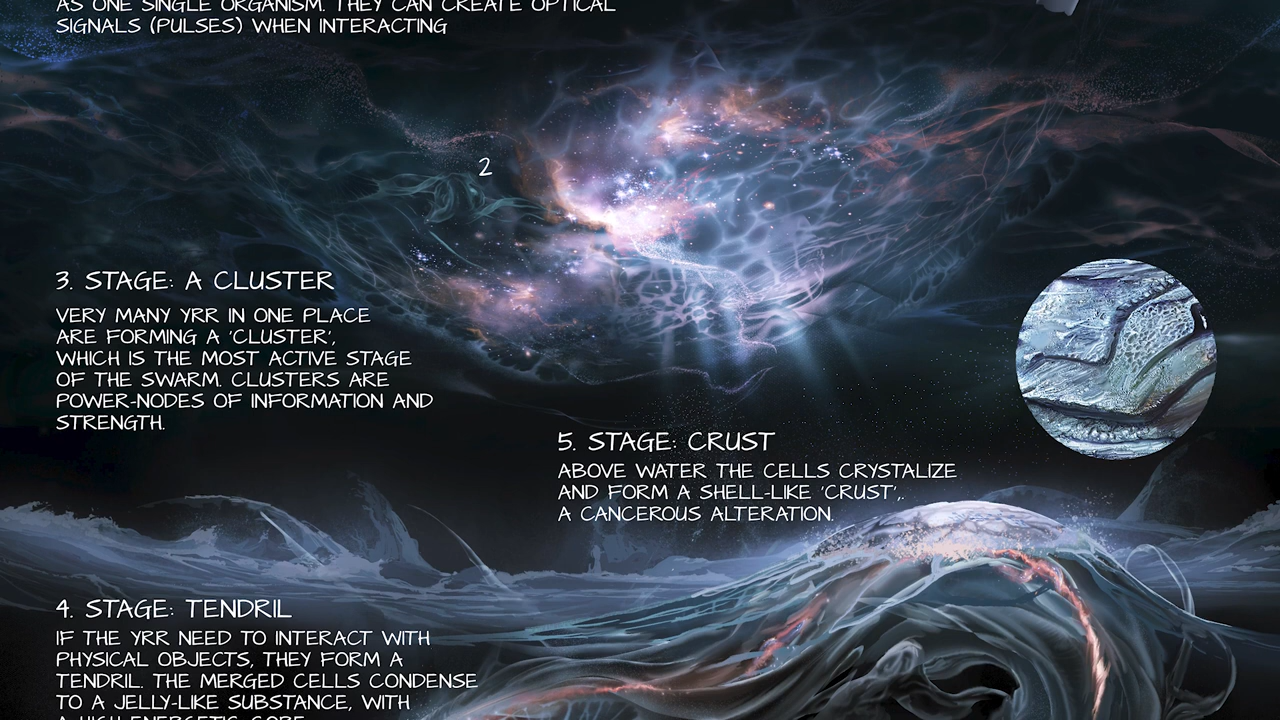 AS ONE SINGLE ORGANISM. THEY CAN CREATE OPTICAL
SIGNALS (PULSES) WHEN INTERACTING
2
3. STAGE: A CLUSTER
VERY MANY YRR IN ONE PLACE
ARE FORMING A 'CLUSTER',
WHICH IS THE MOST ACTIVE STAGE
OF THE SWARM. CLUSTERS ARE
POWER-NODES OF INFORMATION AND
STRENGTH.
5. STAGE: CRUST
ABOVE WATER THE CELLS CRYSTALIZE
AND FORM A SHELL-LIKE 'CRUST',.
A CANCEROUS ALTERATION.
4. STAGE: TENDRIL
IF THE YRR NEED TO INTERACT WITH
PHYSICAL OBJECTS, THEY FORM A
TENDRIL. THE MERGED CELLS CONDENSE
TO A JELLY-LIKE SUBSTANCE, WITH
A HIGH ENERGETIC CORE